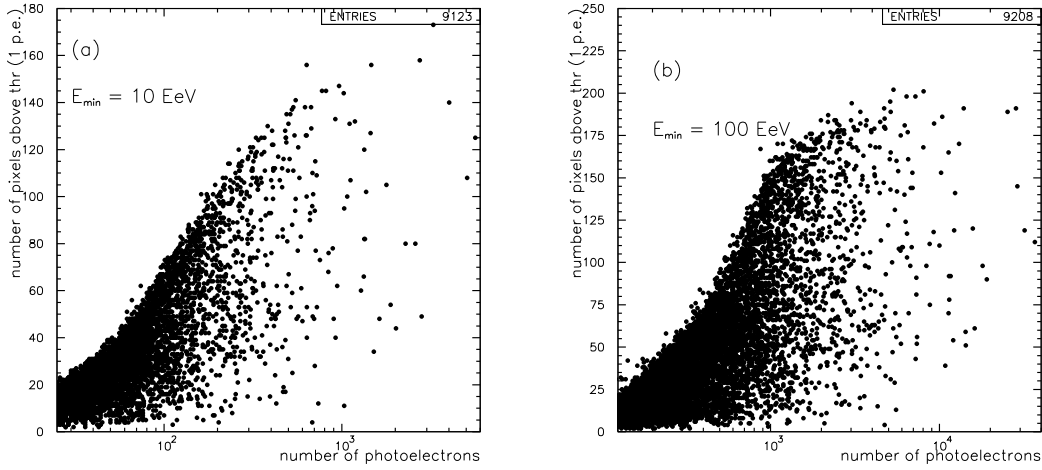 ENTRIES 9123
(a)
E_min = 10 EeV
number of pixels above thr (1 p.e.)
180
160
140
120
100
80
60
40
20
0
10^2
10^3
number of photoelectrons
ENTRIES 9208
(b)
E_min = 100 EeV
number of pixels above thr (1 p.e.)
250
225
200
175
150
125
100
75
50
25
0
10^3
10^4
number of photoelectrons